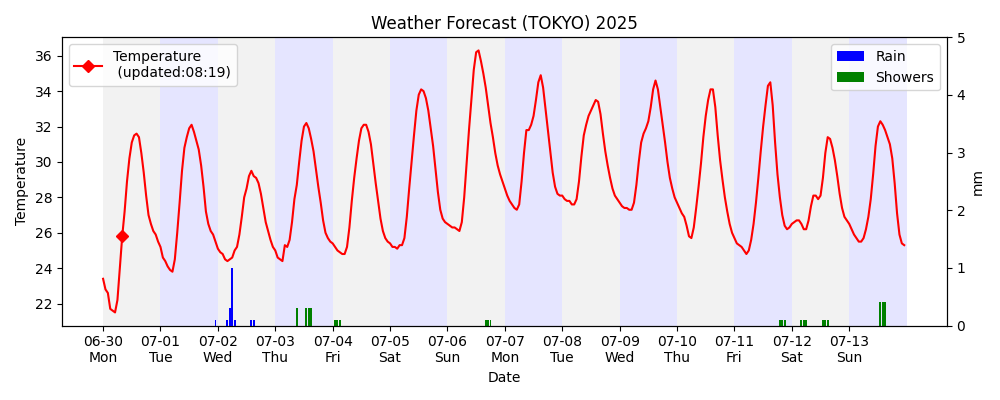 Weather Forecast (TOKYO) 2025
Temperature
(updated:08:19)
Rain
Showers
Temperature
36
34
32
30
28
26
24
22
5
4
3
2
1
0
mm
06-30 07-01 07-02 07-03 07-04 07-05 07-06 07-07 07-08 07-09 07-10 07-11 07-12 07-13
Mon Tue Wed Thu Fri Sat Sun Mon Tue Wed Thu Fri Sat Sun
Date